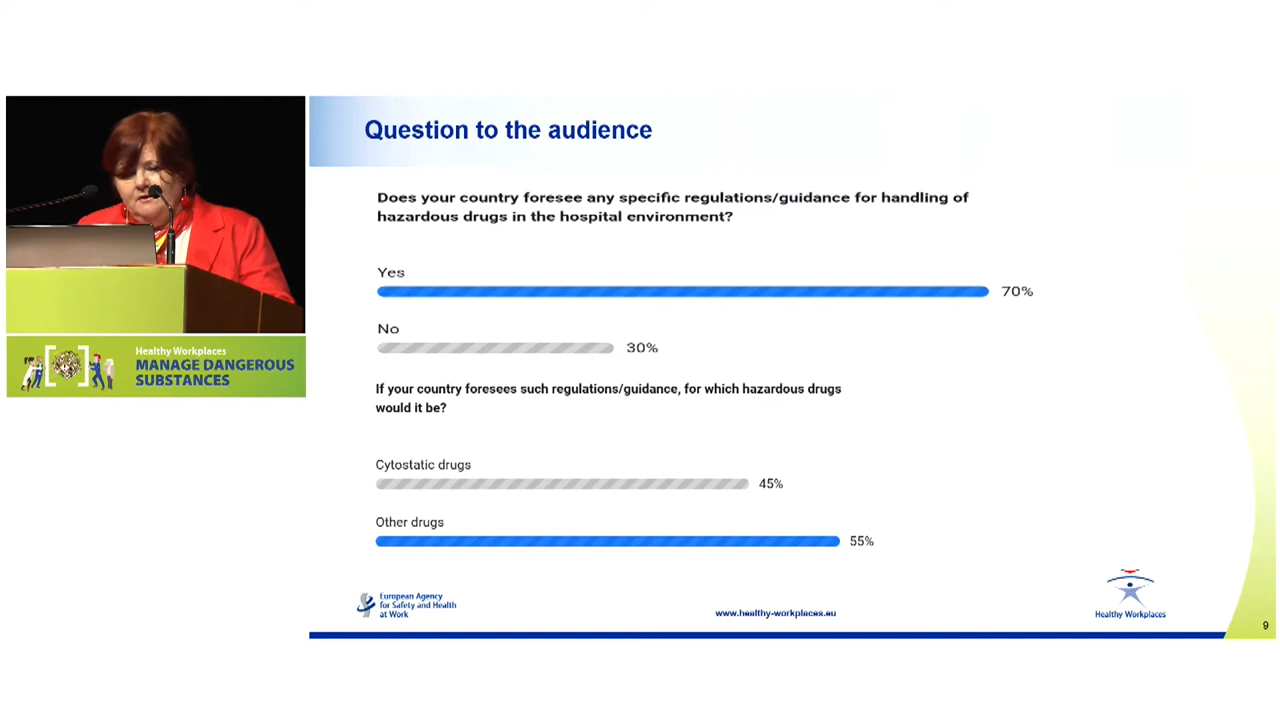 Question to the audience
Does your country foresee any specific regulations/guidance for handling of
hazardous drugs in the hospital environment?
Yes
70%
No
30%
If your country foresees such regulations/guidance, for which hazardous drugs
would it be?
Cytostatic drugs
45%
Other drugs
55%
Healthy Workplaces
MANAGE DANGEROUS
SUBSTANCES
European Agency
for Safety and Health
at Work
www.healthy-workplaces.eu
Healthy Workplaces
9